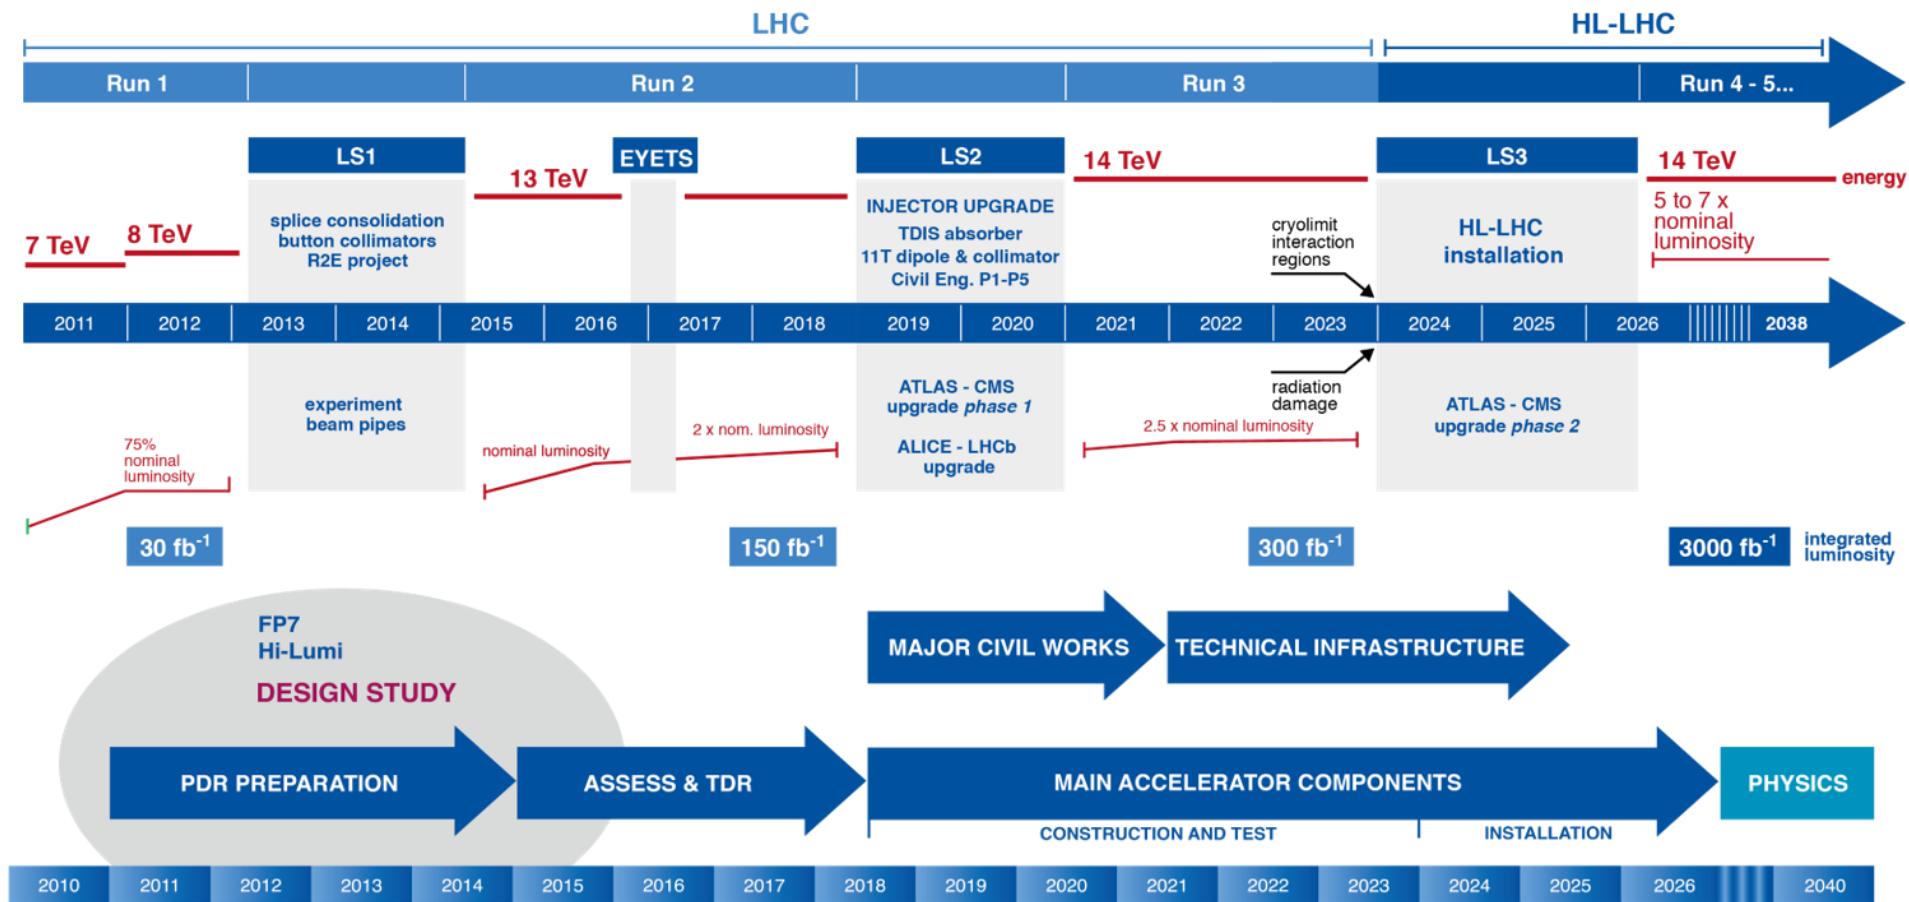 LHC
HL-LHC
Run 1
Run 2
Run 3
Run 4 - 5...
LS1
EYETS
LS2
LS3
7 TeV
8 TeV
13 TeV
14 TeV
14 TeV
energy
splice consolidation
button collimators
R2E project
INJECTOR UPGRADE
TDIS absorber
11T dipole & collimator
Civil Eng. P1-P5
cryolimit
interaction
regions
HL-LHC
installation
5 to 7 x
nominal
luminosity
2011
2012
2013
2014
2015
2016
2017
2018
2019
2020
2021
2022
2023
2024
2025
2026
2038
75%
nominal
luminosity
experiment
beam pipes
nominal luminosity
2 x nom. luminosity
ATLAS - CMS
upgrade phase 1
ALICE - LHCb
upgrade
radiation
damage
2.5 x nominal luminosity
ATLAS - CMS
upgrade phase 2
30 fb-1
150 fb-1
300 fb-1
3000 fb-1
integrated
luminosity
FP7
Hi-Lumi
DESIGN STUDY
MAJOR CIVIL WORKS
TECHNICAL INFRASTRUCTURE
PDR PREPARATION
ASSESS & TDR
MAIN ACCELERATOR COMPONENTS
PHYSICS
CONSTRUCTION AND TEST
INSTALLATION
2010
2011
2012
2013
2014
2015
2016
2017
2018
2019
2020
2021
2022
2023
2024
2025
2026
2040